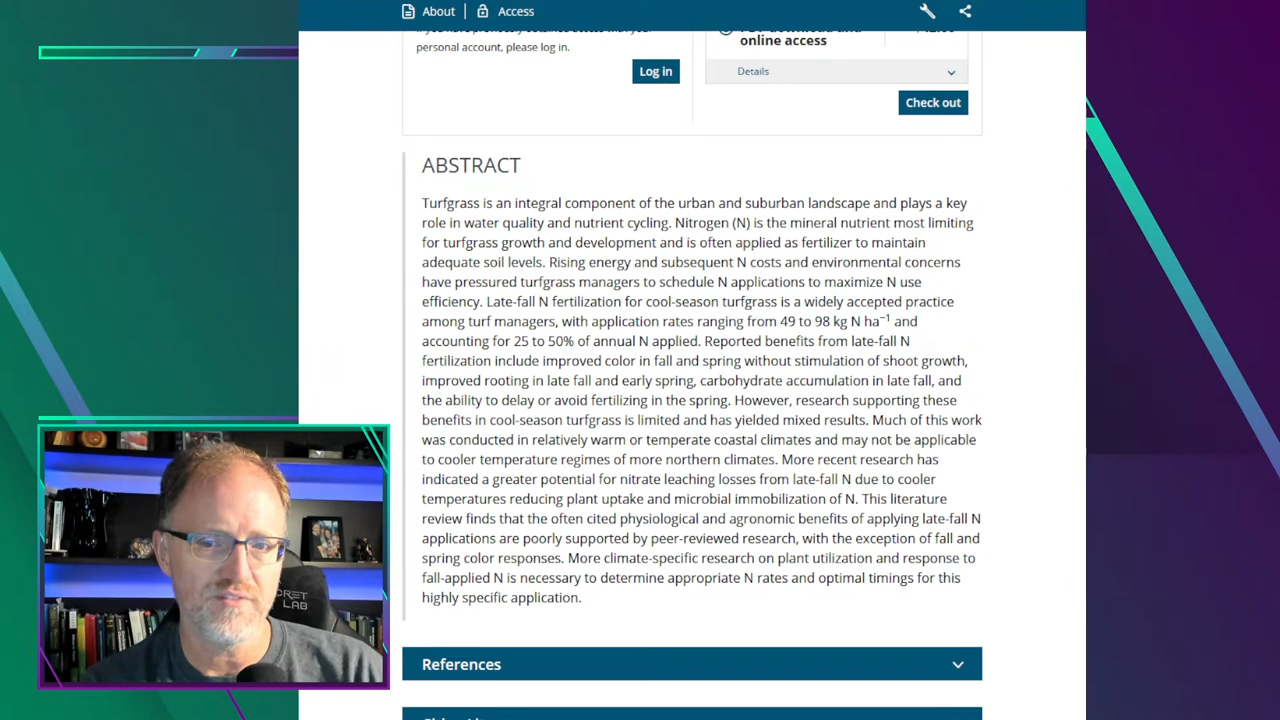 About
Access
personal account, please log in.
Log in
online access
Details
Check out
ABSTRACT
Turfgrass is an integral component of the urban and suburban landscape and plays a key
role in water quality and nutrient cycling. Nitrogen (N) is the mineral nutrient most limiting
for turfgrass growth and development and is often applied as fertilizer to maintain
adequate soil levels. Rising energy and subsequent N costs and environmental concerns
have pressured turfgrass managers to schedule N applications to maximize N use
efficiency. Late-fall N fertilization for cool-season turfgrass is a widely accepted practice
among turf managers, with application rates ranging from 49 to 98 kg N ha⁻¹ and
accounting for 25 to 50% of annual N applied. Reported benefits from late-fall N
fertilization include improved color in fall and spring without stimulation of shoot growth,
improved rooting in late fall and early spring, carbohydrate accumulation in late fall, and
the ability to delay or avoid fertilizing in the spring. However, research supporting these
benefits in cool-season turfgrass is limited and has yielded mixed results. Much of this work
was conducted in relatively warm or temperate coastal climates and may not be applicable
to cooler temperature regimes of more northern climates. More recent research has
indicated a greater potential for nitrate leaching losses from late-fall N due to cooler
temperatures reducing plant uptake and microbial immobilization of N. This literature
review finds that the often cited physiological and agronomic benefits of applying late-fall N
applications are poorly supported by peer-reviewed research, with the exception of fall and
spring color responses. More climate-specific research on plant utilization and response to
fall-applied N is necessary to determine appropriate N rates and optimal timings for this
highly specific application.
References